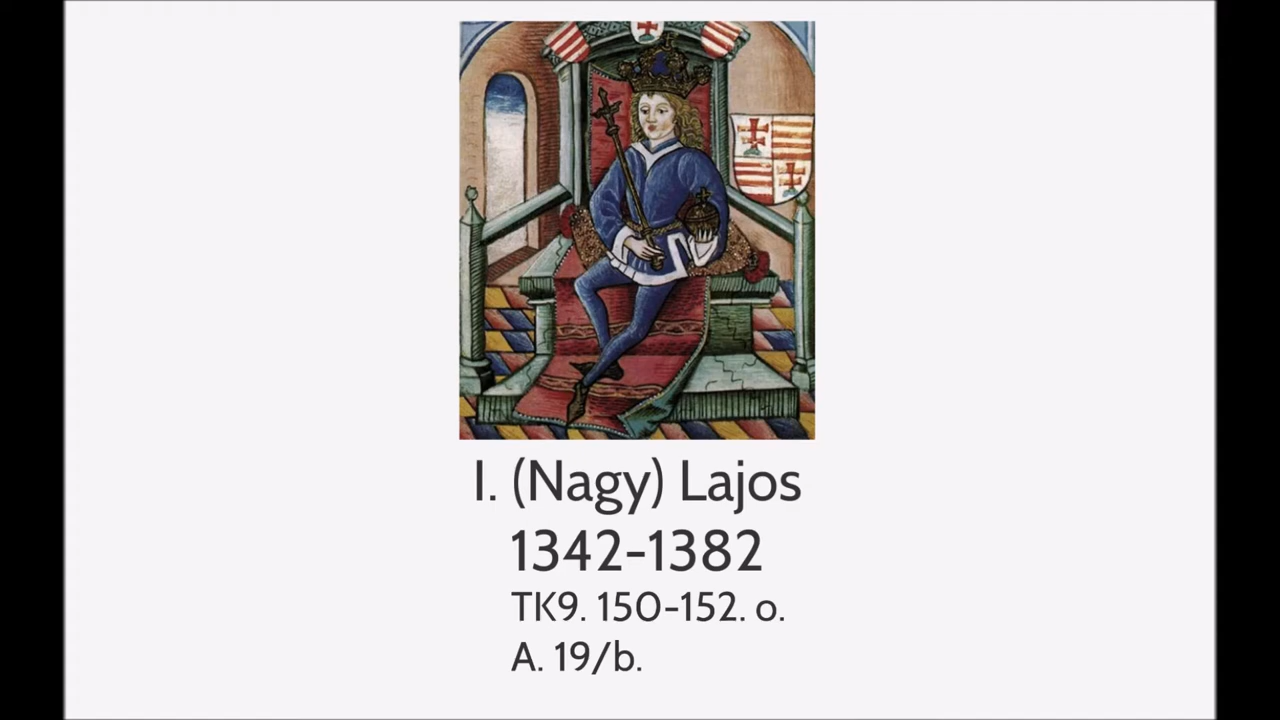 I. (Nagy) Lajos
1342-1382
TK9. 150-152. o.
A. 19/b.